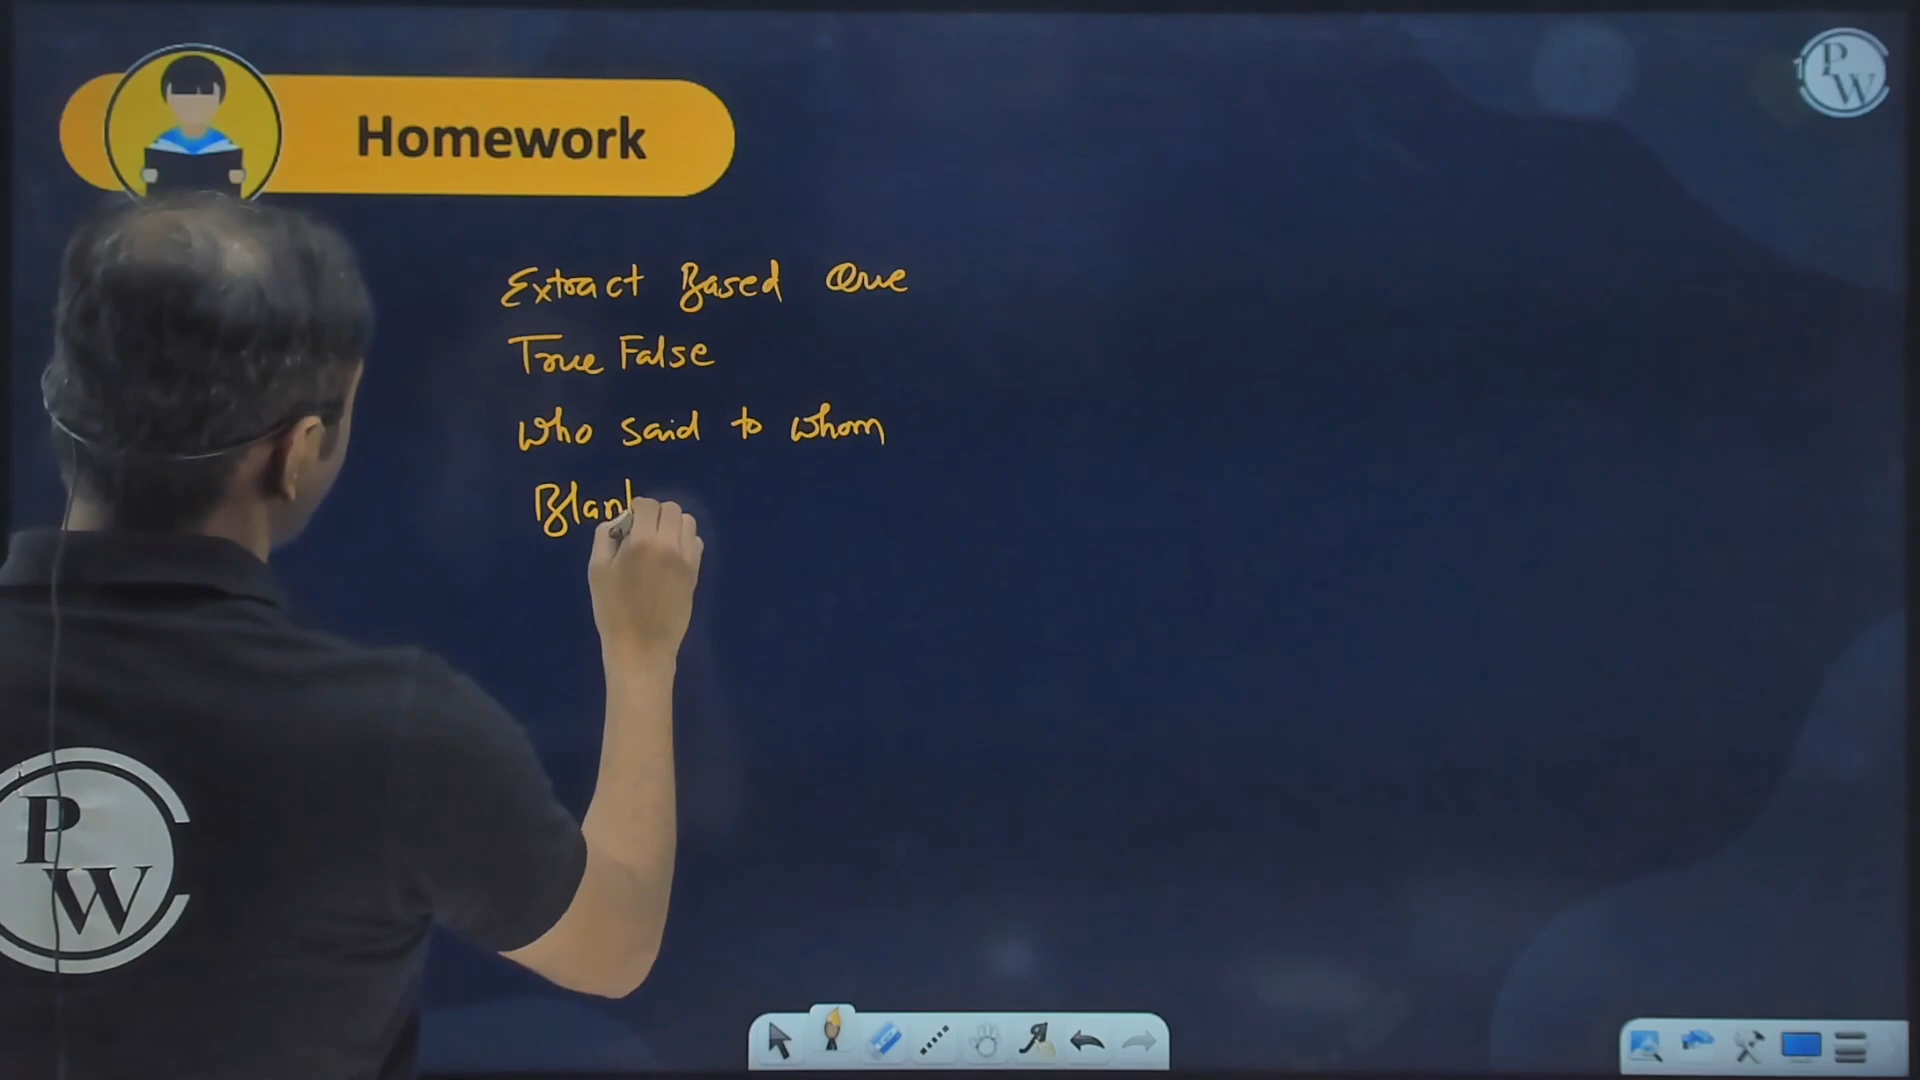 Homework
Extract Based Que
True False
Who said to whom
Blank
P
W
P
W